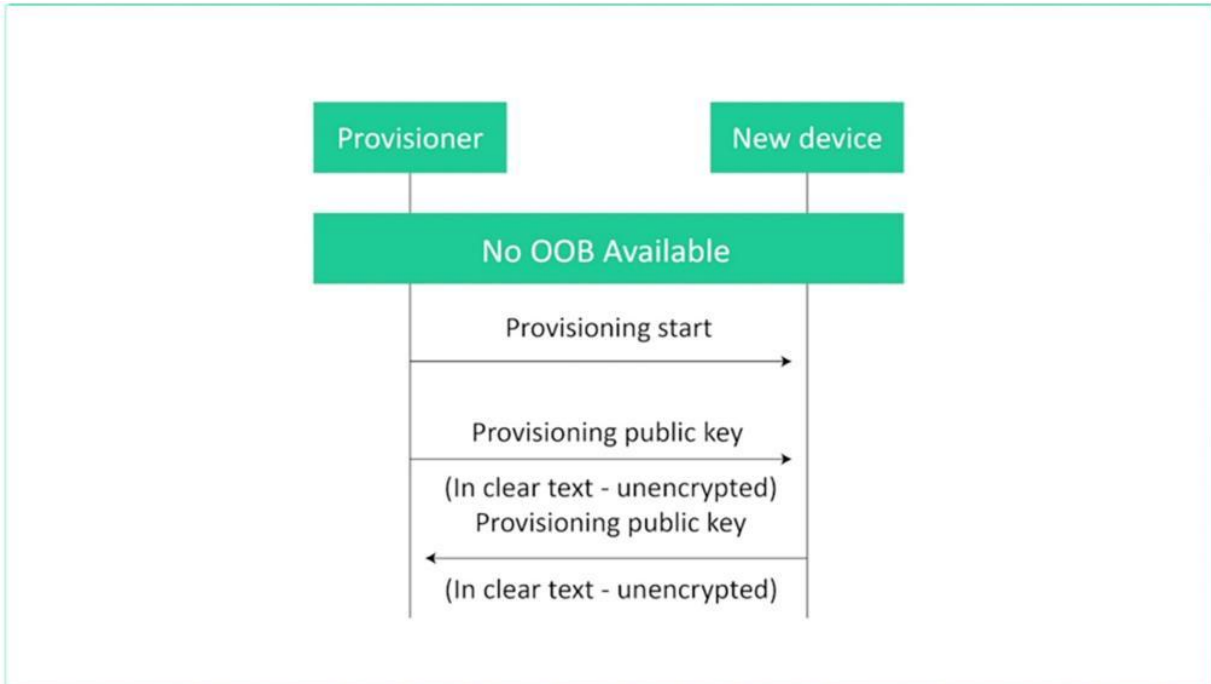 Provisioner
New device
No OOB Available
Provisioning start
Provisioning public key
(In clear text - unencrypted)
Provisioning public key
(In clear text - unencrypted)